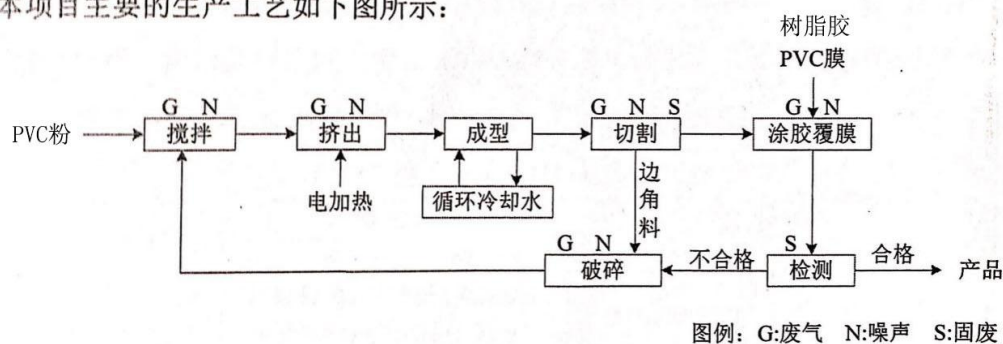 本项目主要的生产工艺如下图所示：
树脂胶
PVC膜
G N
G N
G N S
G N
PVC粉
搅拌
挤出
成型
切割
涂胶覆膜
电加热
循环冷却水
边角料
G N
S
破碎
不合格
检测
合格
产品
图例：G:废气 N:噪声 S:固废